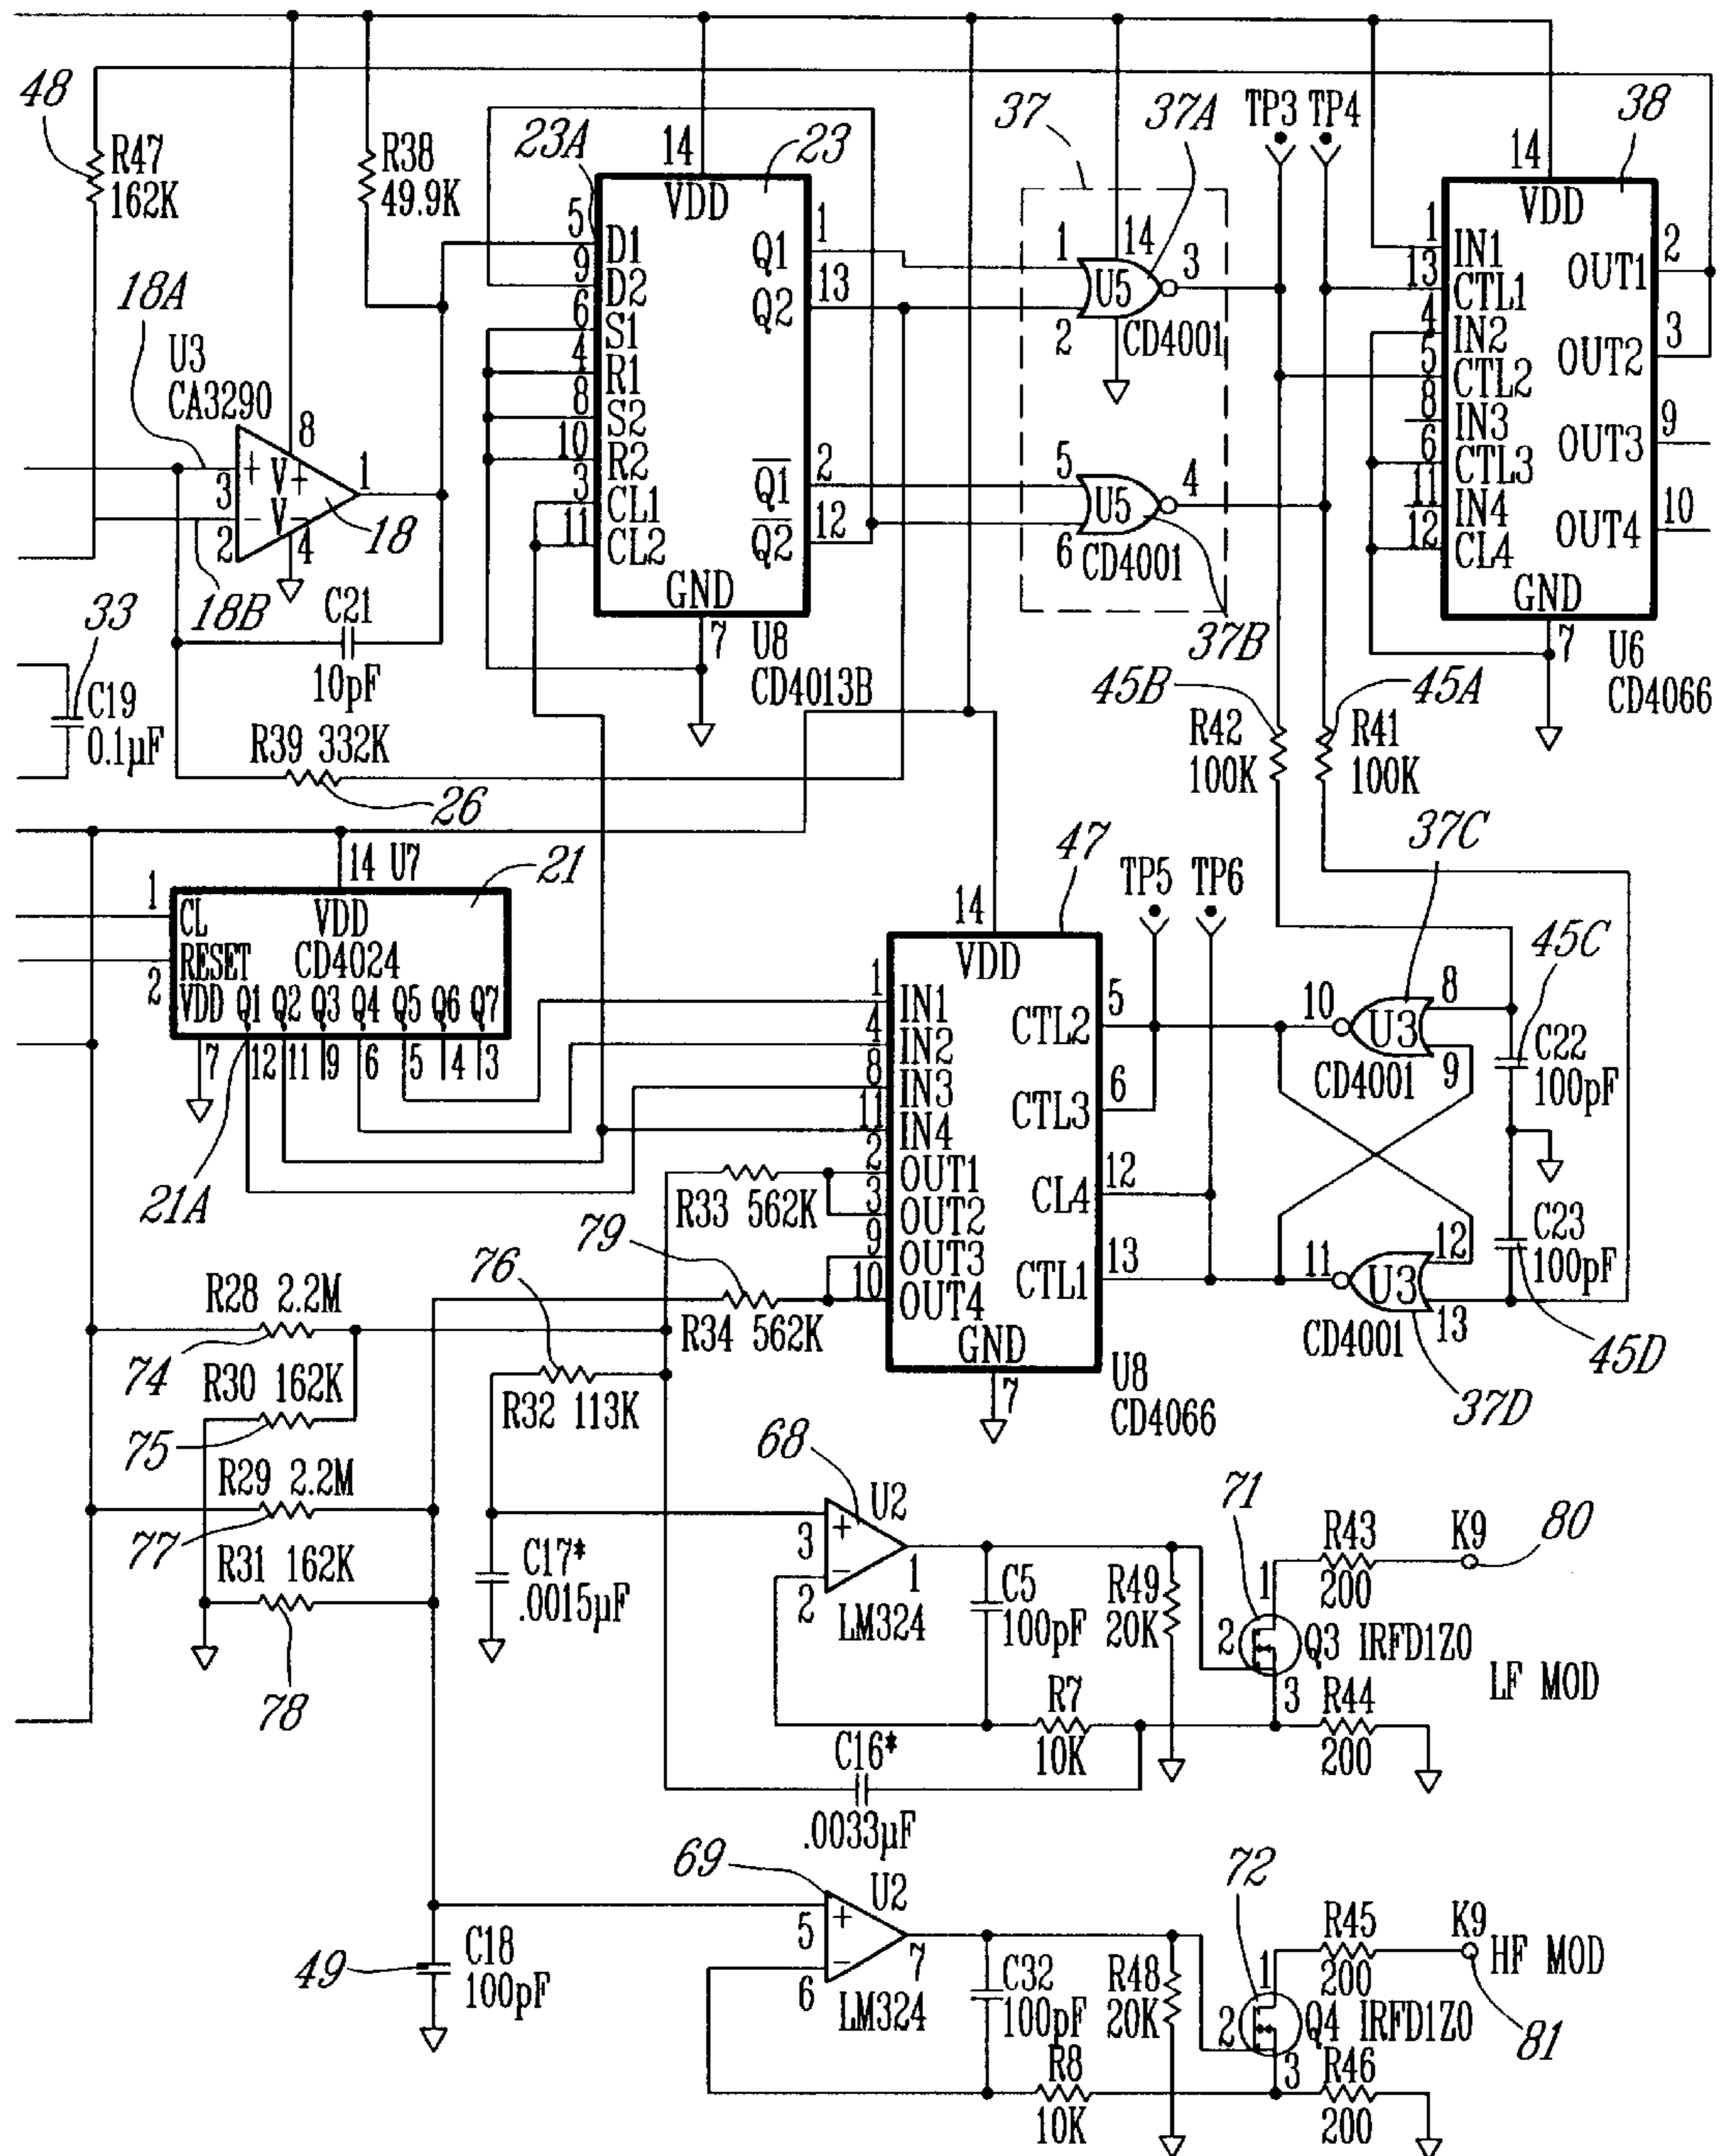 48
R47
162K
R38
49.9K
23A
14
23
VDD
5
D1
9
D2
6
S1
4
R1
8
S2
10
R2
3
CL1
11
CL2
Q1
1
Q2
13
Q1
2
Q2
12
GND
7
U8
CD4013B
37
37A
1
14
3
U5
2
CD4001
5
4
U5
6
CD4001
37B
TP3
TP4
38
14
VDD
1
IN1
13
CTL1
4
IN2
5
CTL2
8
IN3
6
CTL3
11
IN4
12
CL4
OUT1
2
OUT2
3
OUT3
9
OUT4
10
GND
7
U6
CD4066
18A
U3
CA3290
8
+
V+
3
1
V-
-
2
4
18
18B
33
C19
0.1µF
C21
10pF
R39 332K
26
45B
45A
R42
100K
R41
100K
14 U7
21
1
CL
VDD
RESET
CD4024
2
VDD Q1 Q2 Q3 Q4 Q5 Q6 Q7
7
12
11
9
6
5
4
3
21A
47
14
VDD
1
IN1
4
IN2
8
IN3
11
IN4
2
OUT1
3
OUT2
9
OUT3
10
OUT4
CTL2
5
CTL3
6
CL4
12
CTL1
13
GND
7
U8
CD4066
TP5 TP6
37C
10
U3
8
9
CD4001
45C
C22
100pF
C23
100pF
11
U3
12
13
CD4001
45D
37D
R33 562K
79
R34 562K
76
R32 113K
R28 2.2M
74
R30 162K
75
R29 2.2M
77
R31 162K
78
C17*
.0015µF
68
U2
+
3
-
2
1
LM324
C5
100pF
R49
20K
71
1
2
3
Q3 IRFD1Z0
R43
200
K9
80
LF MOD
R44
200
R7
10K
C16*
.0033µF
69
U2
+
5
-
6
7
LM324
49
C18
100pF
C32
100pF
R48
20K
72
1
2
3
Q4 IRFD1Z0
R45
200
K9
HF MOD
81
R46
200
R8
10K